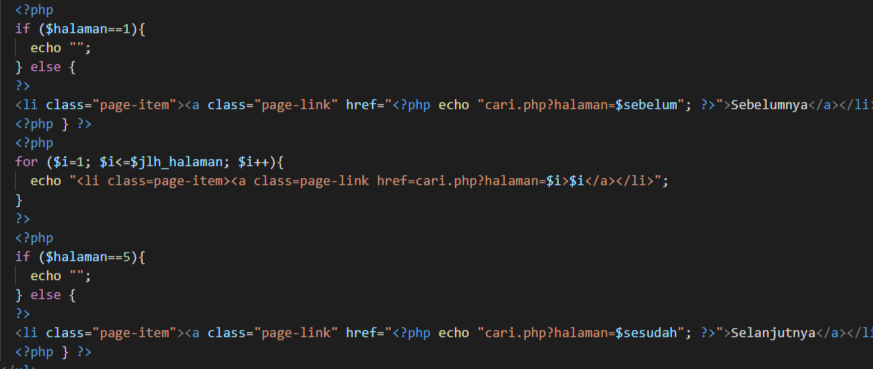 <?php
if ($halaman==1){
echo "";
} else {
?>
<li class="page-item"><a class="page-link" href="<?php echo "cari.php?halaman=$sebelum"; ?>">Sebelumnya</a></li>
<?php } ?>
<?php
for ($i=1; $i<=$jlh_halaman; $i++){
echo "<li class=page-item><a class=page-link href=cari.php?halaman=$i>$i</a></li>";
}
?>
<?php
if ($halaman==5){
echo "";
} else {
?>
<li class="page-item"><a class="page-link" href="<?php echo "cari.php?halaman=$sesudah"; ?>">Selanjutnya</a></li
<?php } ?>